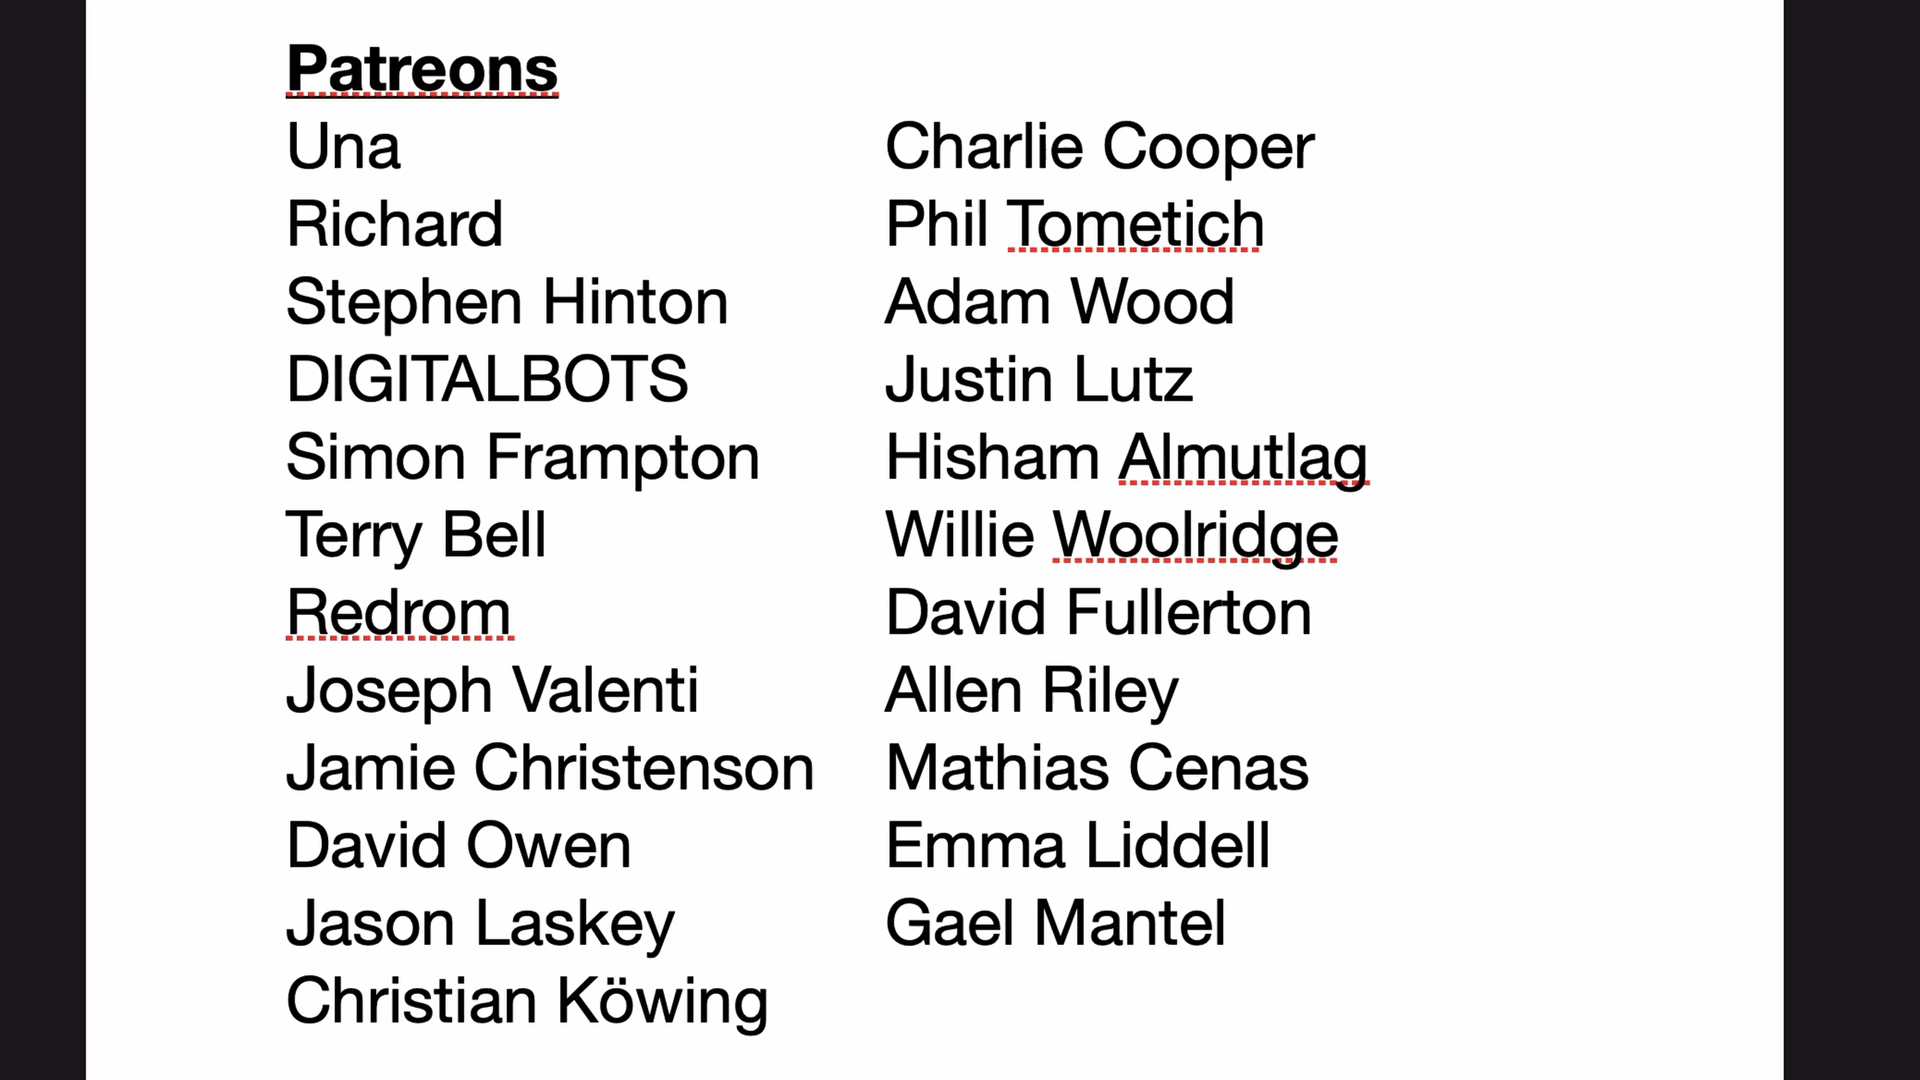 Patreons
Una
Richard
Stephen Hinton
DIGITALBOTS
Simon Frampton
Terry Bell
Redrom
Joseph Valenti
Jamie Christenson
David Owen
Jason Laskey
Christian Köwing
Charlie Cooper
Phil Tometich
Adam Wood
Justin Lutz
Hisham Almutlag
Willie Woolridge
David Fullerton
Allen Riley
Mathias Cenas
Emma Liddell
Gael Mantel